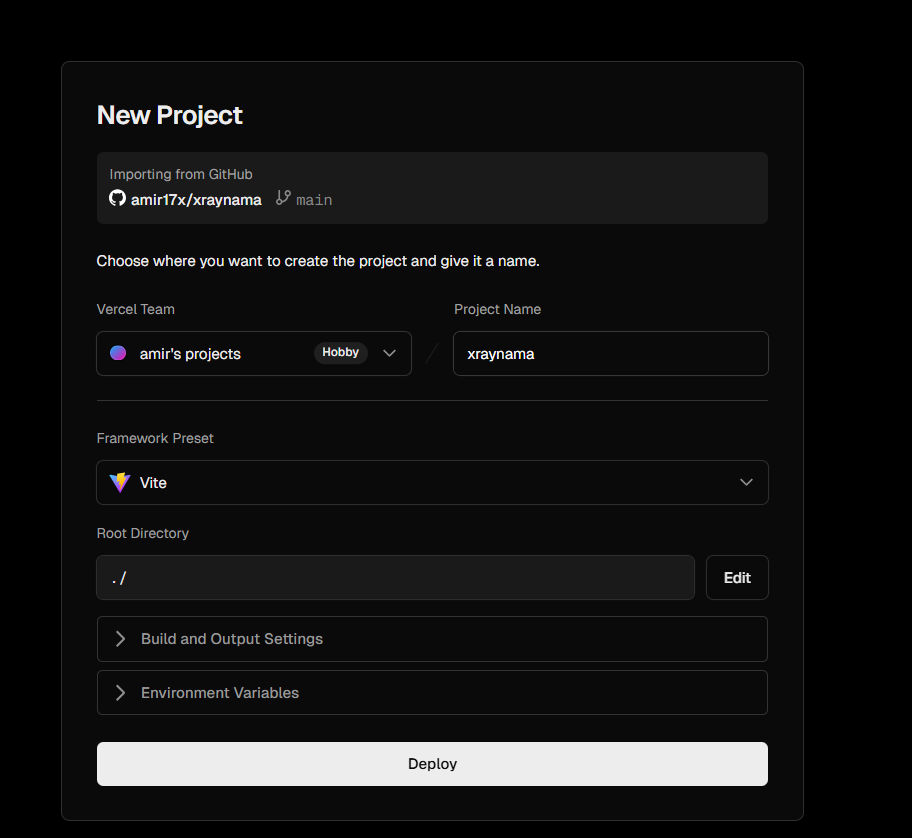 New Project
Importing from GitHub
amir17x/xraynama main
Choose where you want to create the project and give it a name.
Vercel Team
Project Name
amir's projects Hobby
xraynama
Framework Preset
Vite
Root Directory
./
Edit
Build and Output Settings
Environment Variables
Deploy